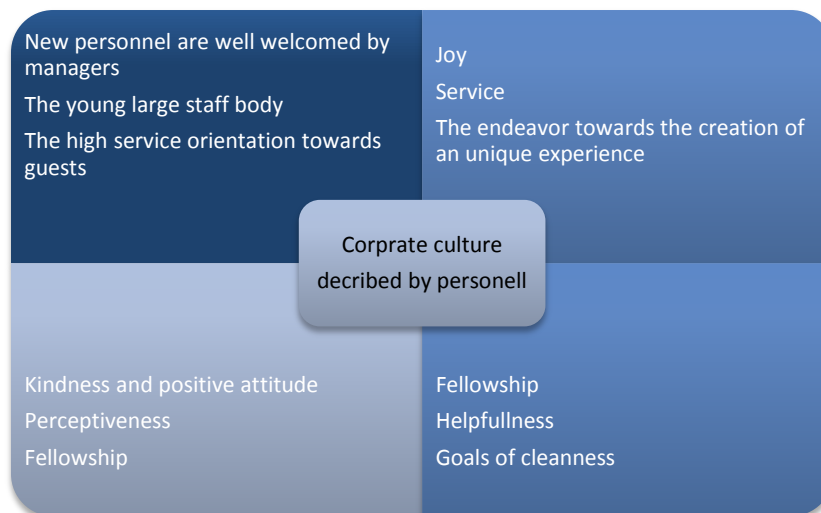 New personnel are well welcomed by
managers
The young large staff body
The high service orientation towards
guests
Joy
Service
The endeavor towards the creation of
an unique experience
Corprate culture
decribed by personell
Kindness and positive attitude
Perceptiveness
Fellowship
Fellowship
Helpfullness
Goals of cleanness